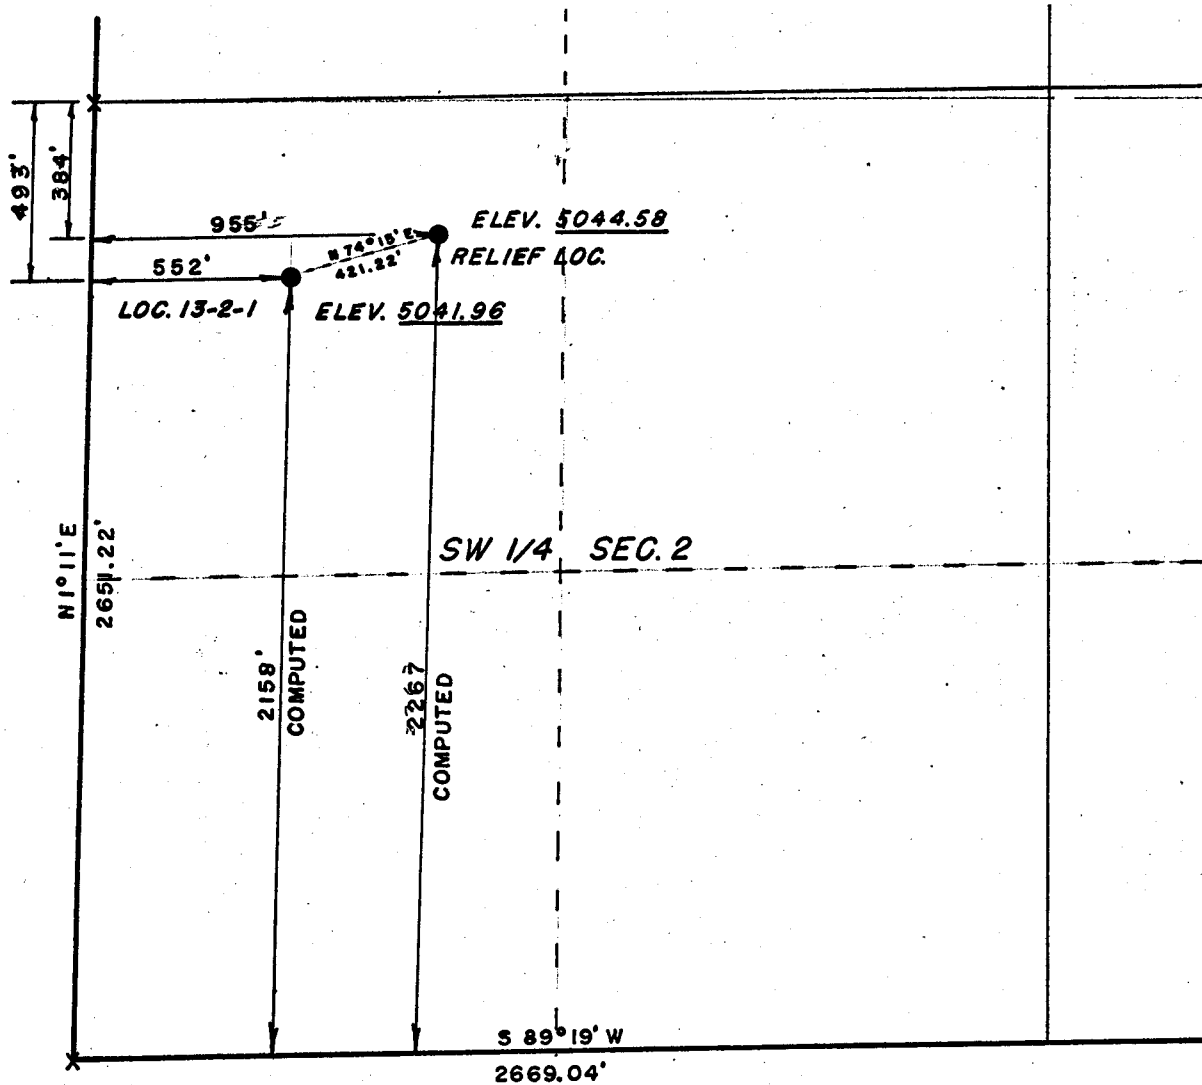 493'
384'
955'
ELEV. 5044.58
N 74°15' E
421.22'
RELIEF LOC.
552'
LOC. 13-2-1
ELEV. 5041.96
SW 1/4 SEC. 2
N 1°11' E
2651.22'
2158'
COMPUTED
2267
COMPUTED
S 89°19' W
2669.04'